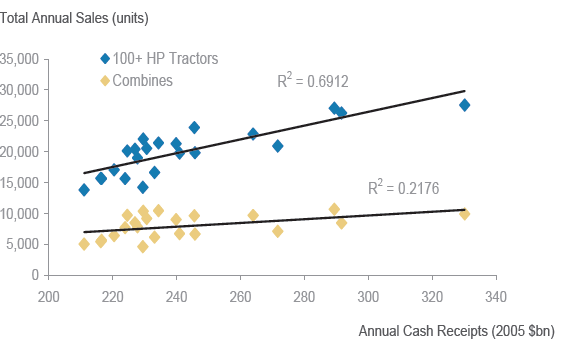 Total Annual Sales (units)
35,000
30,000
25,000
20,000
15,000
10,000
5,000
0
100+ HP Tractors
Combines
R² = 0.6912
R² = 0.2176
200 220 240 260 280 300 320 340
Annual Cash Receipts (2005 $bn)